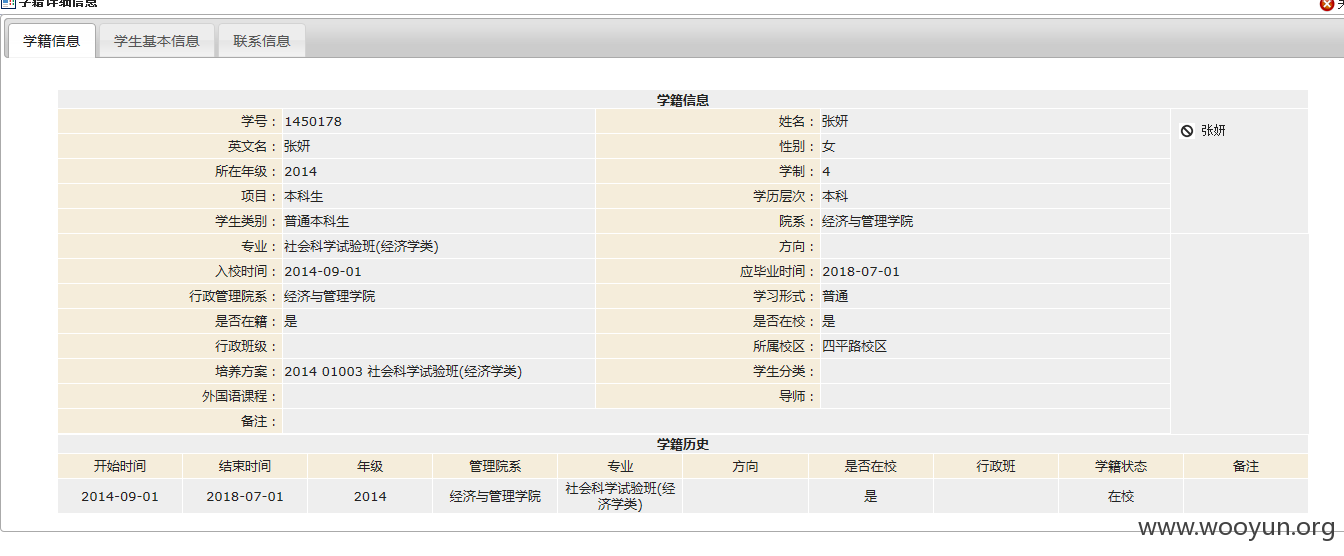 学籍详细信息
学籍信息 学生基本信息 联系信息
学籍信息
学号： 1450178 姓名： 张妍 张妍
英文名： 张妍 性别： 女
所在年级： 2014 学制： 4
项目： 本科生 学历层次： 本科
学生类别： 普通本科生 院系： 经济与管理学院
专业： 社会科学试验班(经济学类) 方向：
入校时间： 2014-09-01 应毕业时间： 2018-07-01
行政管理院系： 经济与管理学院 学习形式： 普通
是否在籍： 是 是否在校： 是
行政班级： 所属校区： 四平路校区
培养方案： 2014 01003 社会科学试验班(经济学类) 学生分类：
外国语课程： 导师：
备注：
学籍历史
开始时间 结束时间 年级 管理院系 专业 方向 是否在校 行政班 学籍状态 备注
2014-09-01 2018-07-01 2014 经济与管理学院 社会科学试验班(经济学类) 是 在校
www.wooyun.org